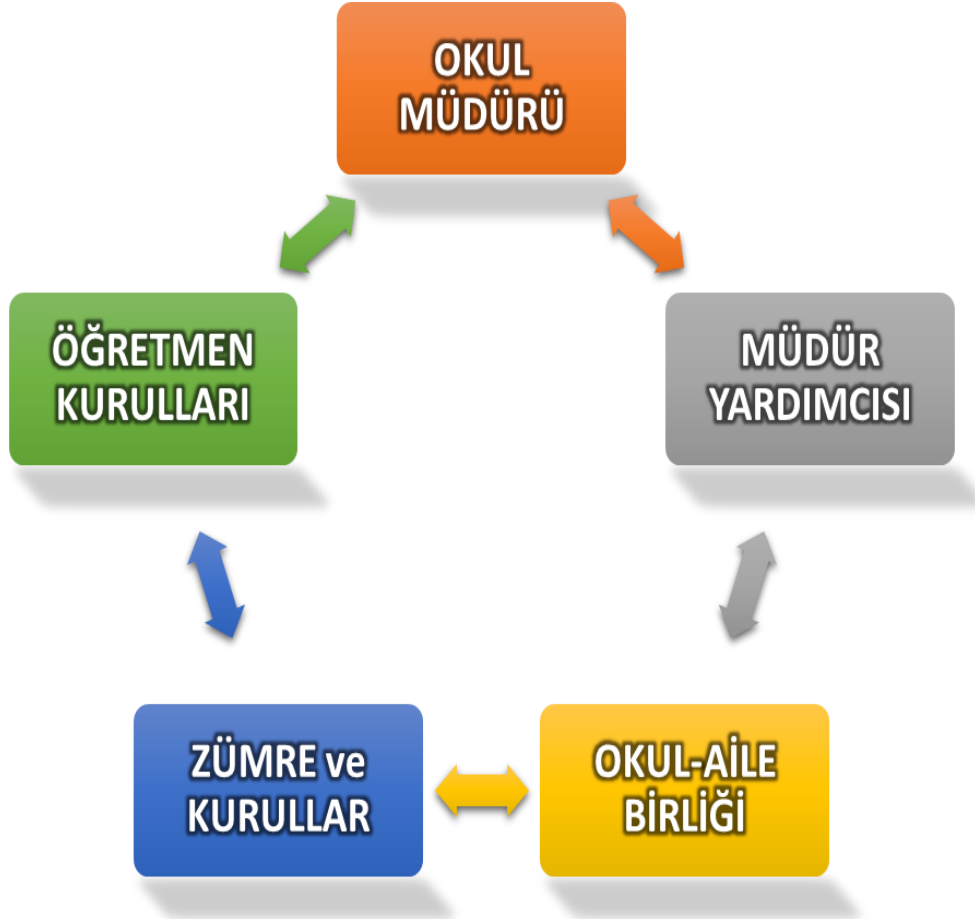 OKUL
MÜDÜRÜ
ÖĞRETMEN
KURULLARI
MÜDÜR
YARDIMCISI
ZÜMRE ve
KURULLAR
OKUL-AİLE
BİRLİĞİ